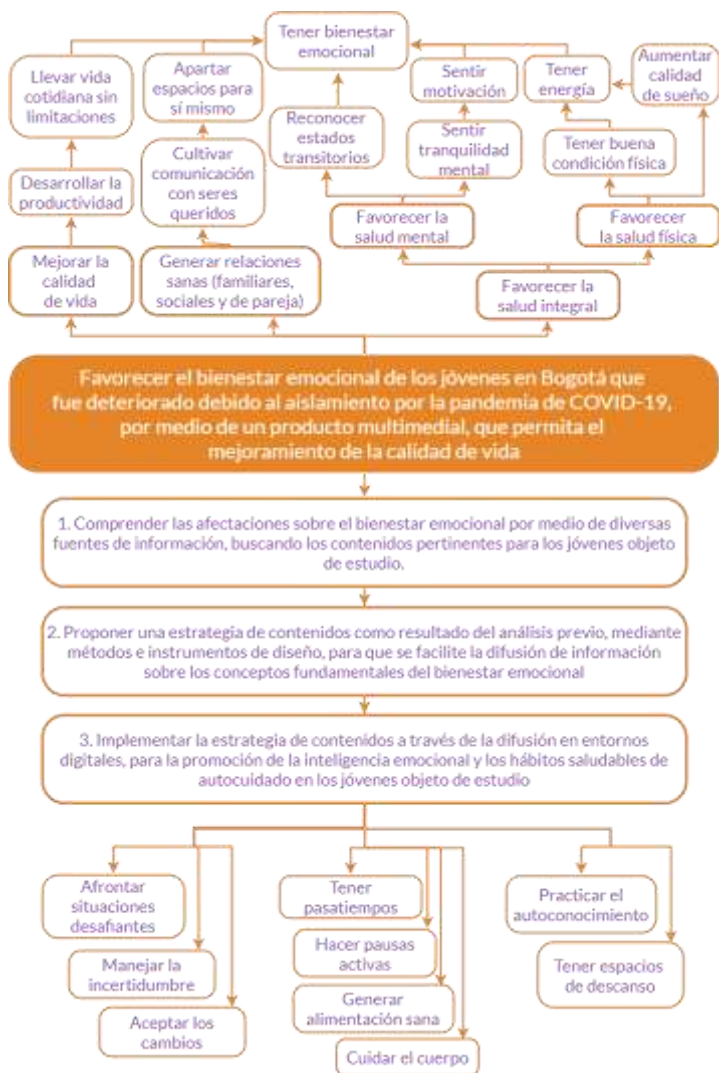 Tener bienestar
emocional
Llevar vida
cotidiana sin
limitaciones
Apartar
espacios para
sí mismo
Sentir
motivación
Tener
energía
Aumentar
calidad
de sueño
Reconocer
estados
transitorios
Sentir
tranquilidad
mental
Tener buena
condición física
Desarrollar la
productividad
Cultivar
comunicación
con seres
queridos
Favorecer la
salud mental
Favorecer
la salud física
Mejorar la
calidad
de vida
Generar relaciones
sanas (familiares,
sociales y de pareja)
Favorecer la
salud integral
Favorecer el bienestar emocional de los jóvenes en Bogotá que
fue deteriorado debido al aislamiento por la pandemia de COVID-19,
por medio de un producto multimedial, que permita el
mejoramiento de la calidad de vida
1. Comprender las afectaciones sobre el bienestar emocional por medio de diversas
fuentes de información, buscando los contenidos pertinentes para los jóvenes objeto
de estudio.
2. Proponer una estrategia de contenidos como resultado del análisis previo, mediante
métodos e instrumentos de diseño, para que se facilite la difusión de información
sobre los conceptos fundamentales del bienestar emocional
3. Implementar la estrategia de contenidos a través de la difusión en entornos
digitales, para la promoción de la inteligencia emocional y los hábitos saludables de
autocuidado en los jóvenes objeto de estudio
Afrontar
situaciones
desafiantes
Manejar la
incertidumbre
Aceptar los
cambios
Tener
pasatiempos
Hacer pausas
activas
Generar
alimentación sana
Cuidar el cuerpo
Practicar el
autoconocimiento
Tener espacios
de descanso